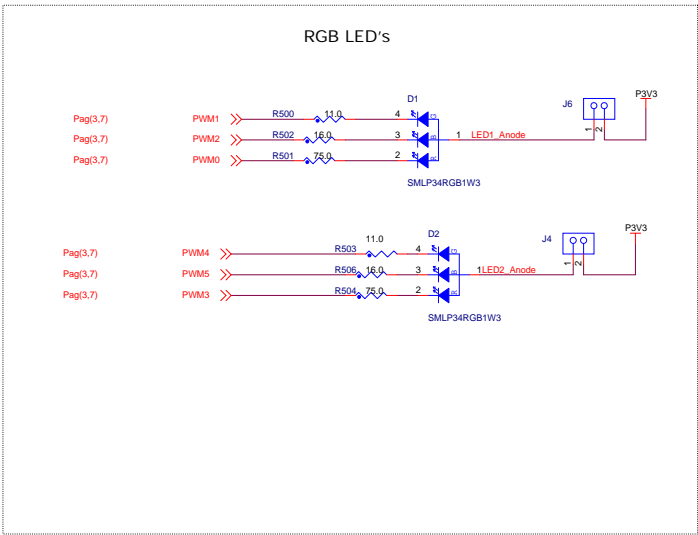 RGB LED's
D1
J6
P3V3
Pag(3,7) PWM1 R500 11.0 4 G
Pag(3,7) PWM2 R502 16.0 3 B 1 LED1_Anode 1 2
Pag(3,7) PWM0 R501 75.0 2 R
SMLP34RGB1W3
D2
J4
P3V3
Pag(3,7) PWM4 R503 11.0 4 G
Pag(3,7) PWM5 R506 16.0 3 B 1 LED2_Anode 1 2
Pag(3,7) PWM3 R504 75.0 2 R
SMLP34RGB1W3